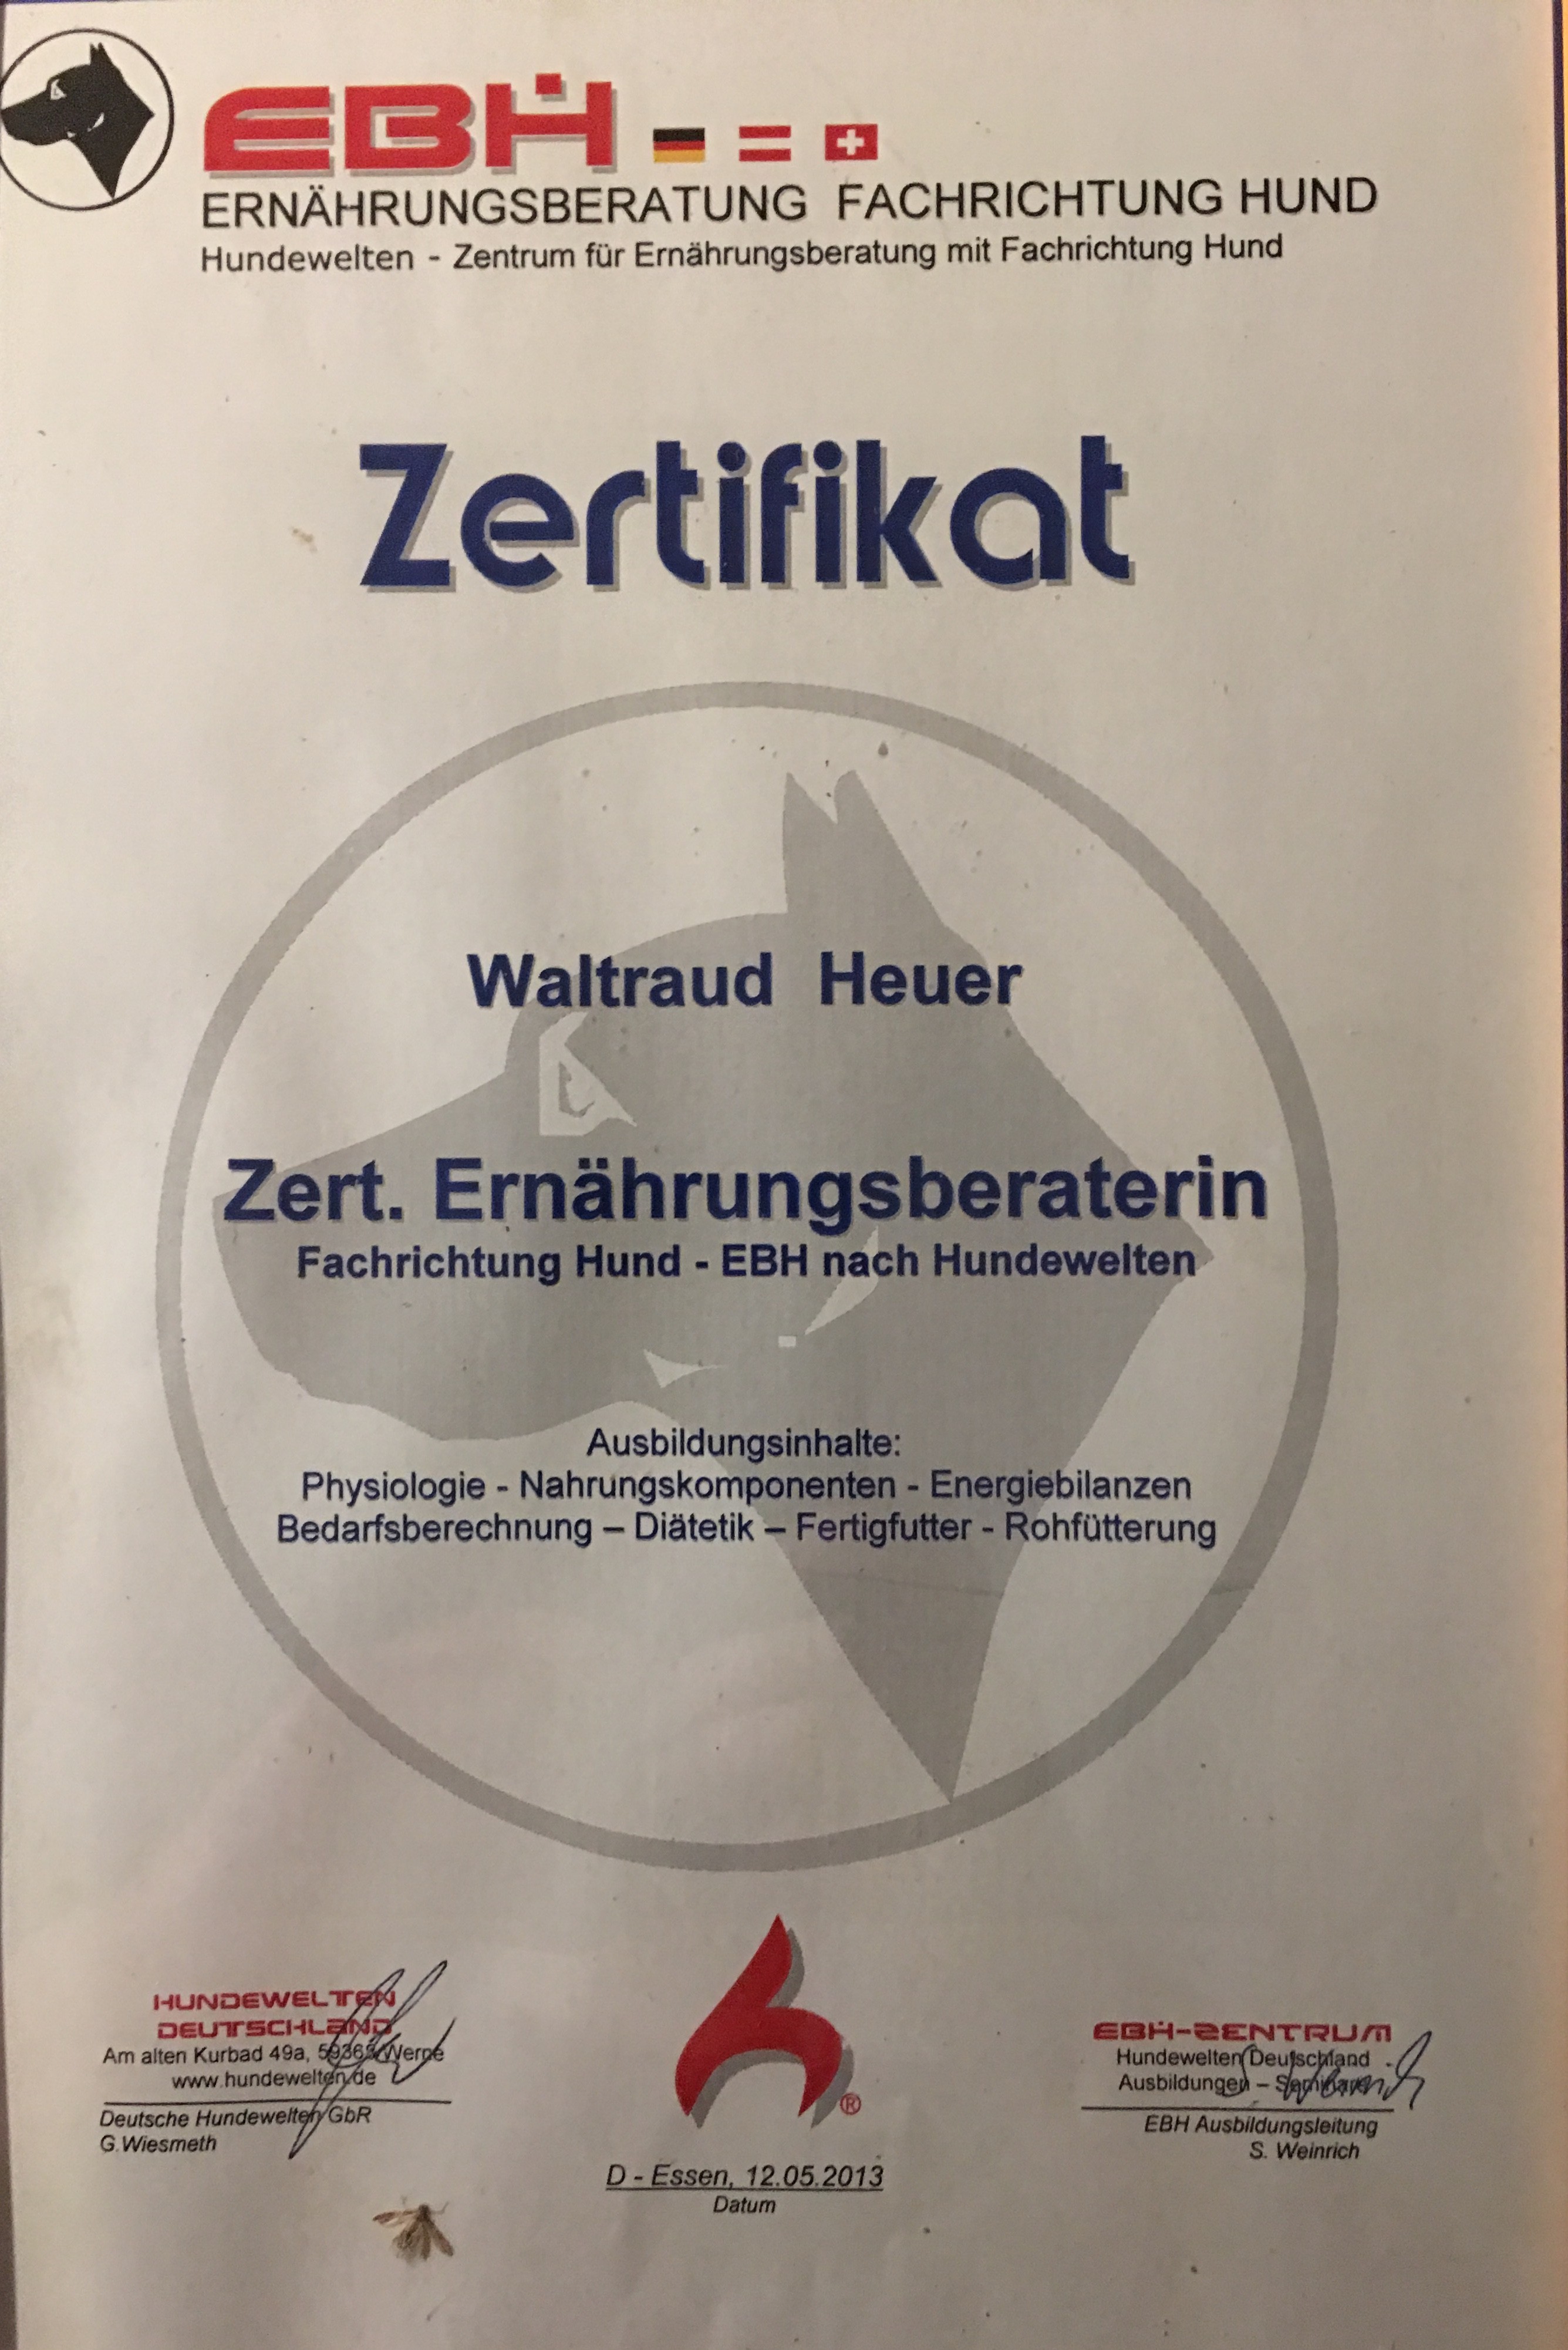 EBH
ERNÄHRUNGSBERATUNG FACHRICHTUNG HUND
Hundewelten - Zentrum für Ernährungsberatung mit Fachrichtung Hund
Zertifikat
Waltraud Heuer
Zert. Ernährungsberaterin
Fachrichtung Hund - EBH nach Hundewelten
Ausbildungsinhalte:
Physiologie - Nahrungskomponenten - Energiebilanzen
Bedarfsberechnung – Diätetik – Fertigfutter - Rohfütterung
HUNDEWELTEN
DEUTSCHLAND
Am alten Kurbad 49a, 59368 Werne
www.hundewelten.de
Deutsche Hundewelten GbR
G.Wiesmeth
®
D - Essen, 12.05.2013
Datum
EBH-ZENTRUM
Hundewelten Deutschland
Ausbildungen – Seminare
EBH Ausbildungsleitung
S. Weinrich